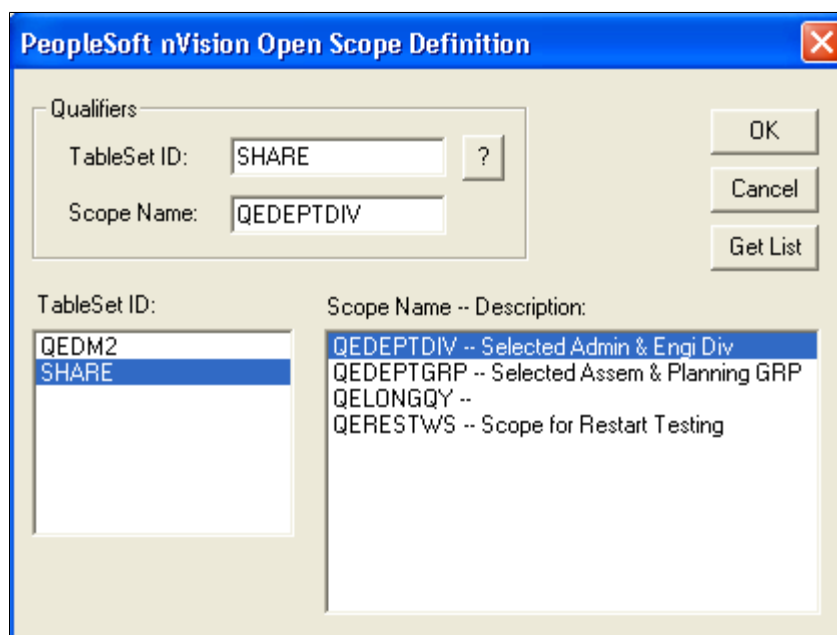 PeopleSoft nVision Open Scope Definition
Qualifiers
TableSet ID: SHARE ?
Scope Name: QEDEPTDIV
OK
Cancel
Get List
TableSet ID:
QEDM2
SHARE
Scope Name -- Description:
QEDEPTDIV -- Selected Admin & Engi Div
QEDEPTGRP -- Selected Assem & Planning GRP
QELONGQY --
QERESTWS -- Scope for Restart Testing